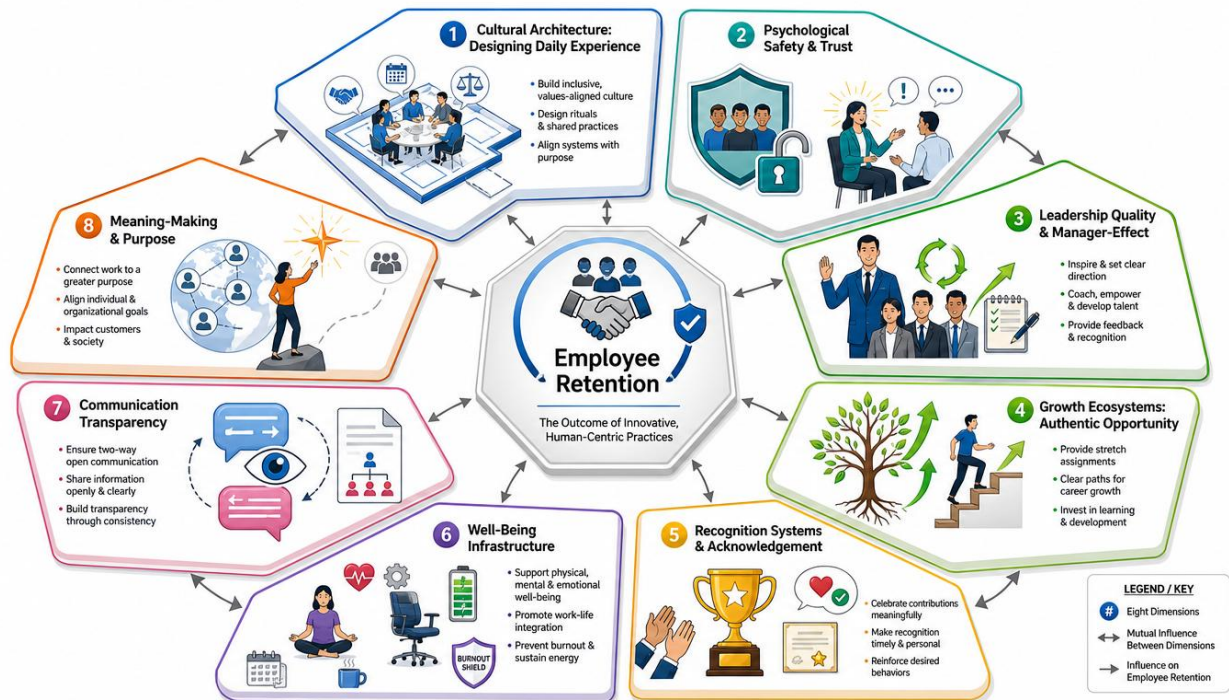 1
Cultural Architecture:
Designing Daily Experience
• Build inclusive,
values-aligned culture
• Design rituals
& shared practices
• Align systems with
purpose
2
Psychological
Safety & Trust
!
...
3
Leadership Quality
& Manager-Effect
• Inspire & set clear
direction
• Coach, empower
& develop talent
• Provide feedback
& recognition
8
Meaning-Making
& Purpose
• Connect work to a
greater purpose
• Align individual &
organizational goals
• Impact customers
& society
Employee
Retention
The Outcome of Innovative,
Human-Centric Practices
7
Communication
Transparency
• Ensure two-way
open communication
• Share information
openly & clearly
• Build transparency
through consistency
4
Growth Ecosystems:
Authentic Opportunity
• Provide stretch
assignments
• Clear paths for
career growth
• Invest in learning
& development
6
Well-Being
Infrastructure
• Support physical,
mental & emotional
well-being
• Promote work-life
integration
• Prevent burnout &
sustain energy
BURNOUT
SHIELD
5
Recognition Systems
& Acknowledgement
• Celebrate contributions
meaningfully
• Make recognition
timely & personal
• Reinforce desired
behaviors
LEGEND / KEY
# Eight Dimensions
Mutual Influence
Between Dimensions
Influence on
Employee Retention